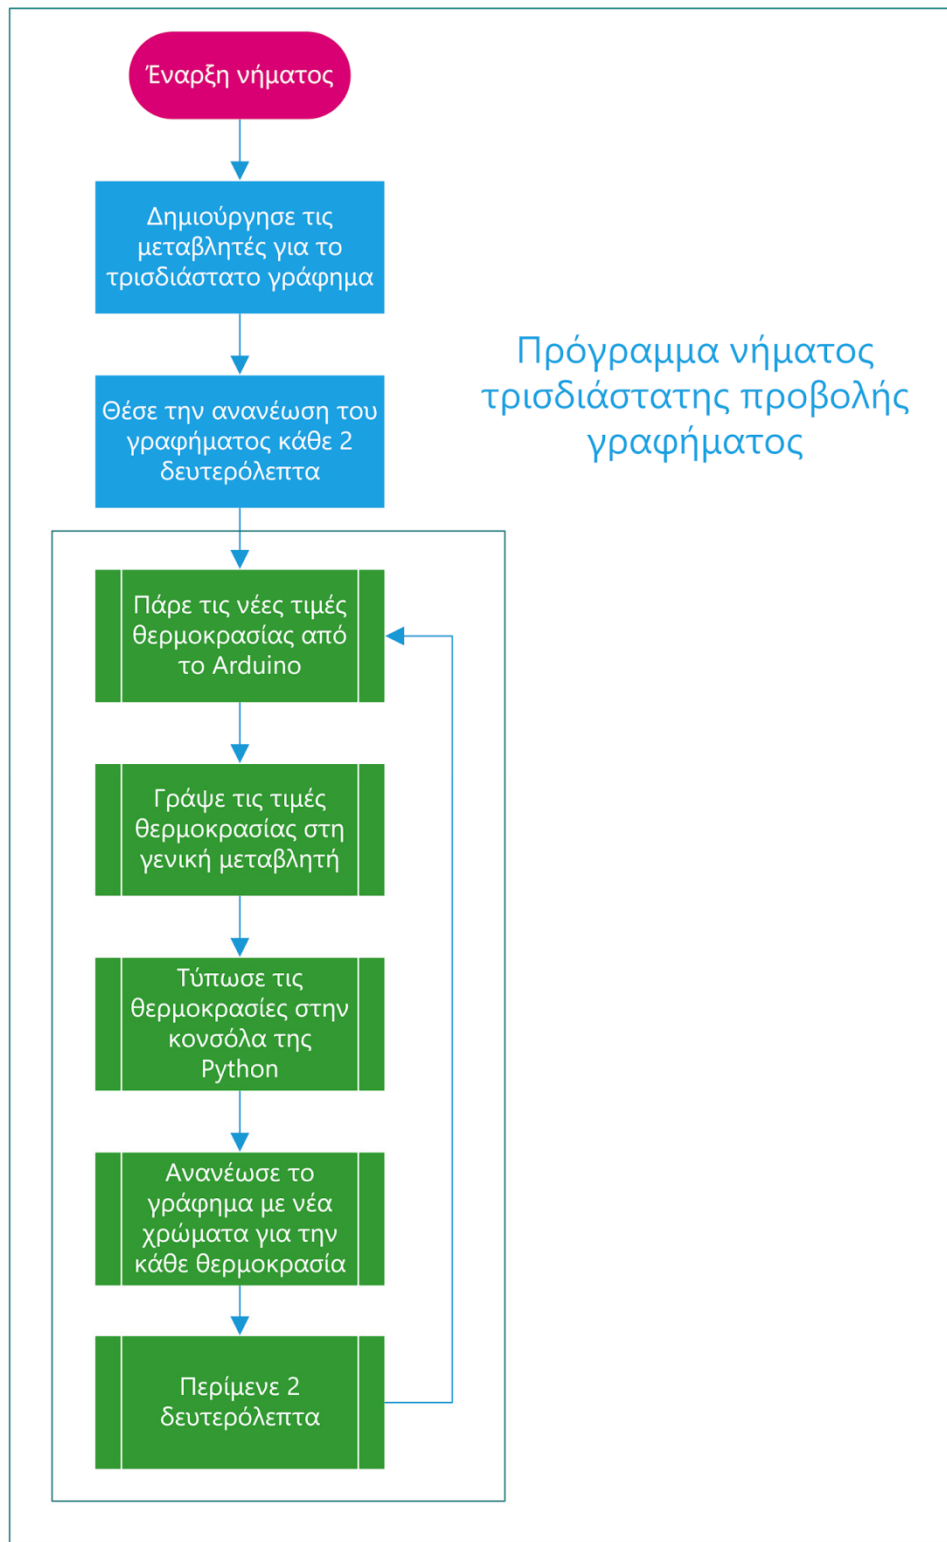 Έναρξη νήματος
Δημιούργησε τις
μεταβλητές για το
τρισδιάστατο γράφημα
Πρόγραμμα νήματος
τρισδιάστατης προβολής
γραφήματος
Θέσε την ανανέωση του
γραφήματος κάθε 2
δευτερόλεπτα
Πάρε τις νέες τιμές
θερμοκρασίας από
το Arduino
Γράψε τις τιμές
θερμοκρασίας στη
γενική μεταβλητή
Τύπωσε τις
θερμοκρασίες στην
κονσόλα της
Python
Ανανέωσε το
γράφημα με νέα
χρώματα για την
κάθε θερμοκρασία
Περίμενε 2
δευτερόλεπτα